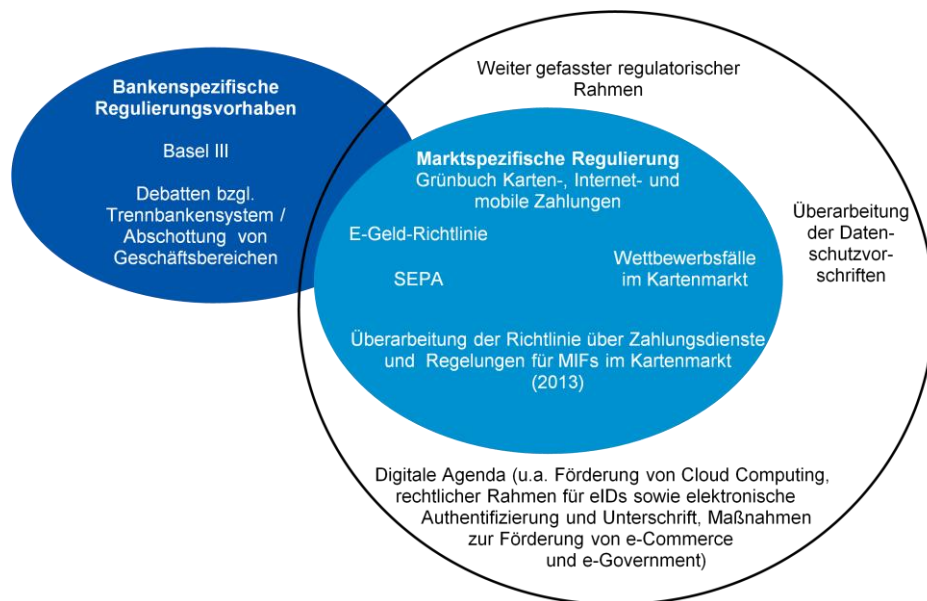 Bankenspezifische
Regulierungsvorhaben
Basel III
Debatten bzgl.
Trennbankensystem /
Abschottung von
Geschäftsbereichen
Weiter gefasster regulatorischer
Rahmen
Marktspezifische Regulierung
Grünbuch Karten-, Internet- und
mobile Zahlungen
E-Geld-Richtlinie
SEPA
Wettbewerbsfälle
im Kartenmarkt
Überarbeitung der Richtlinie über Zahlungsdienste
und Regelungen für MIFs im Kartenmarkt
(2013)
Überarbeitung
der Daten-
schutzvor-
schriften
Digitale Agenda (u.a. Förderung von Cloud Computing,
rechtlicher Rahmen für eIDs sowie elektronische
Authentifizierung und Unterschrift, Maßnahmen
zur Förderung von e-Commerce
und e-Government)